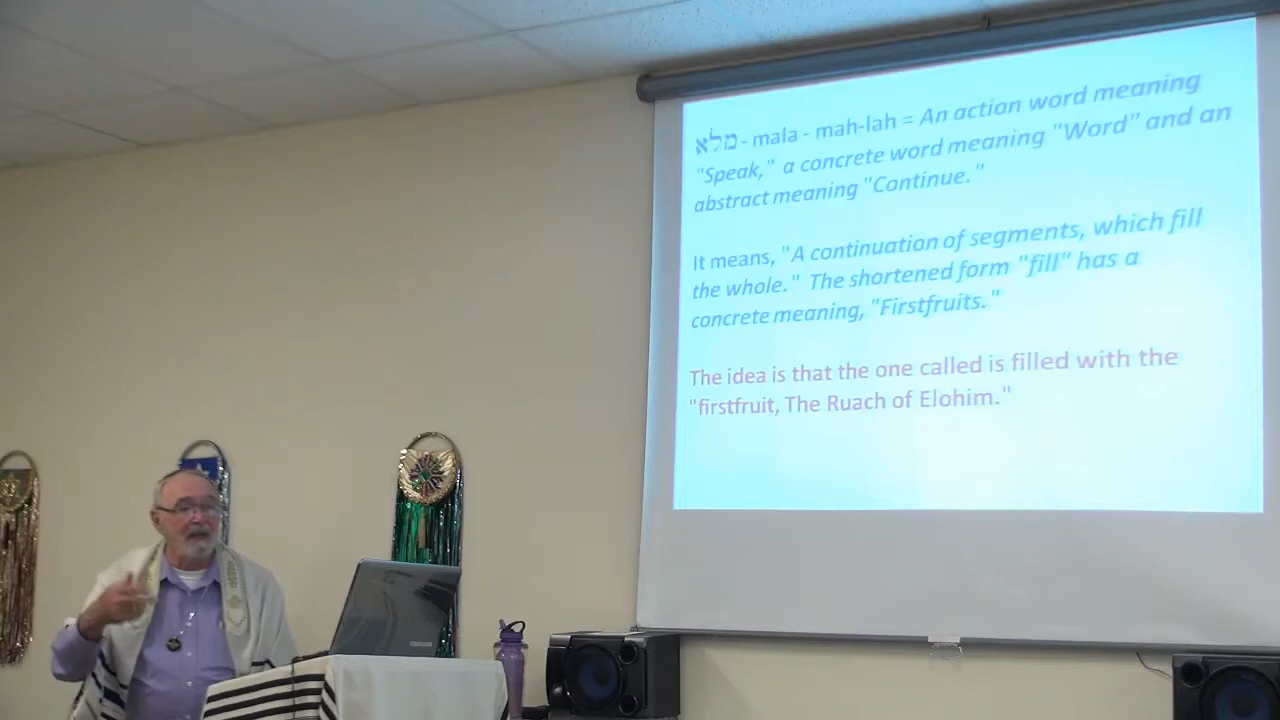 מלא - mala - mah-lah = An action word meaning
"Speak," a concrete word meaning "Word" and an
abstract meaning "Continue."
It means, "A continuation of segments, which fill
the whole." The shortened form "fill" has a
concrete meaning, "Firstfruits."
The idea is that the one called is filled with the
"firstfruit, The Ruach of Elohim."